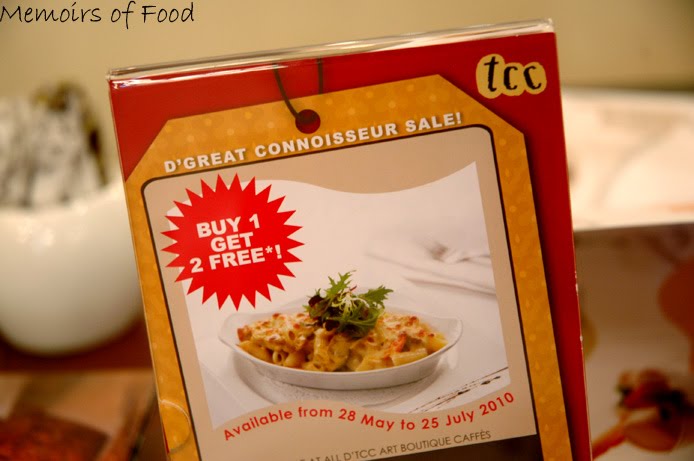 Memoirs of Food
tcc
D'GREAT CONNOISSEUR SALE!
BUY 1
GET
2 FREE*!
Available from 28 May to 25 July 2010
AT ALL D'TCC ART BOUTIQUE CAFFÉS